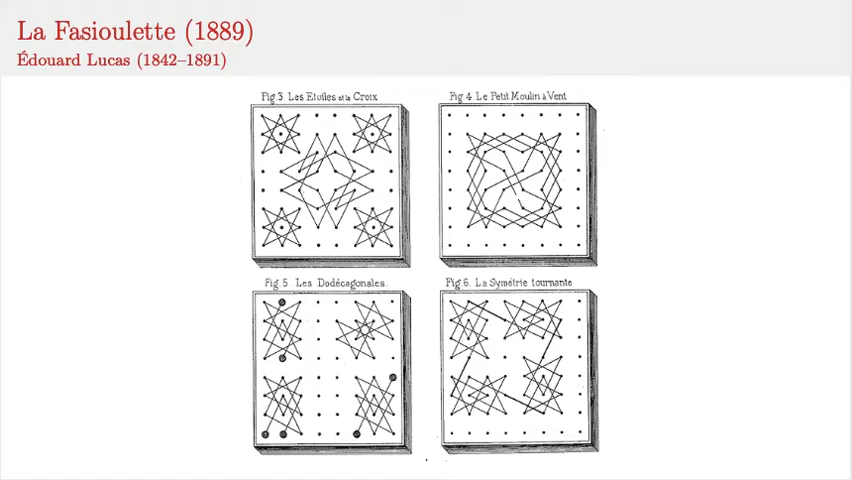 La Fasioulette (1889)
Édouard Lucas (1842–1891)
Fig 3 Les Etoiles et la Croix
Fig 4 Le Petit Moulin à Vent
Fig. 5. Les Dodécagonales.
Fig 6. La Symétrie tournante